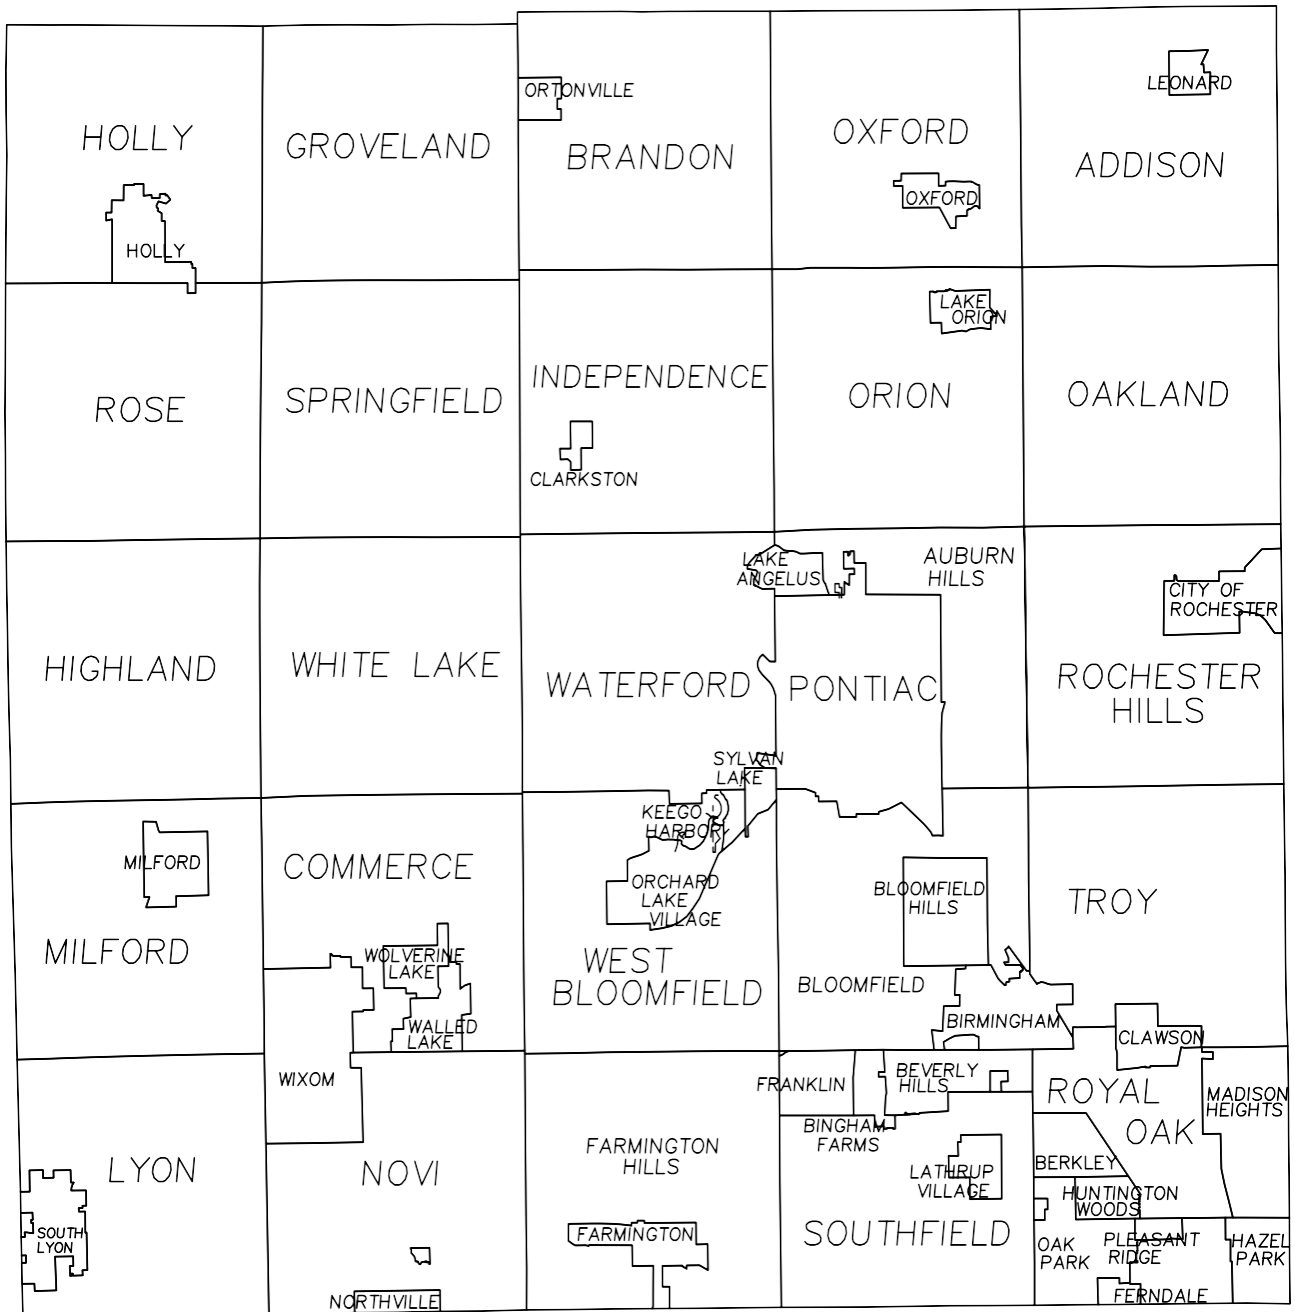 ORTONVILLE
LEONARD
HOLLY
GROVELAND
BRANDON
OXFORD
ADDISON
OXFORD
HOLLY
LAKE
ORION
ROSE
SPRINGFIELD
INDEPENDENCE
ORION
OAKLAND
CLARKSTON
LAKE
ANGELUS
AUBURN
HILLS
CITY OF
ROCHESTER
HIGHLAND
WHITE LAKE
WATERFORD
PONTIAC
ROCHESTER
HILLS
SYLVAN
LAKE
KEEGO
HARBOR
MILFORD
COMMERCE
ORCHARD
LAKE
VILLAGE
BLOOMFIELD
HILLS
TROY
MILFORD
WOLVERINE
LAKE
WEST
BLOOMFIELD
BLOOMFIELD
BIRMINGHAM
WALLED
LAKE
CLAWSON
WIXOM
FRANKLIN
BEVERLY
HILLS
ROYAL
OAK
MADISON
HEIGHTS
BINGHAM
FARMS
LYON
NOVI
FARMINGTON
HILLS
LATHRUP
VILLAGE
BERKLEY
HUNTINGTON
WOODS
SOUTH
LYON
FARMINGTON
SOUTHFIELD
OAK
PARK
PLEASANT
RIDGE
HAZEL
PARK
NORTHVILLE
FERNDALE